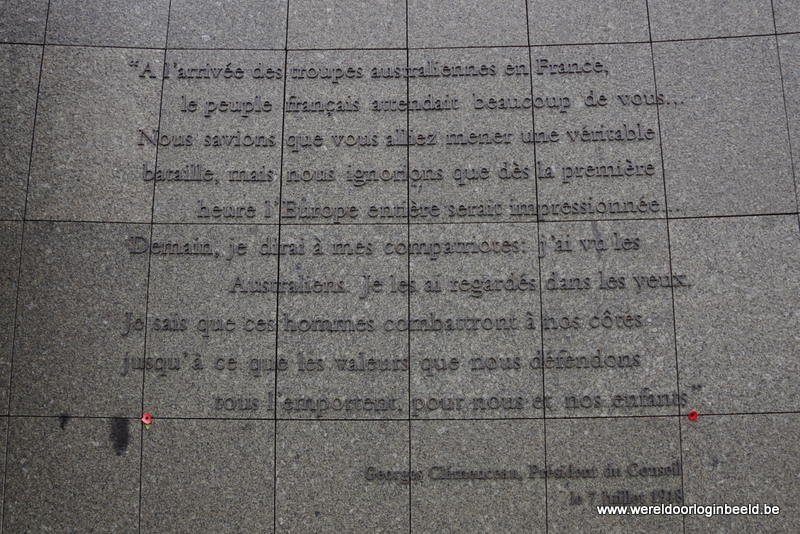 “A l’arrivée des troupes australiennes en France,
le peuple français attendait beaucoup de vous...
Nous savions que vous alliez mener une véritable
bataille, mais nous ignorions que dès la première
heure l’Europe entière serait impressionnée...
Demain, je dirai à mes compatriotes: j’ai vu les
Australiens. Je les ai regardés dans les yeux.
Je sais que ces hommes combattront à nos côtés
jusqu’à ce que les valeurs que nous défendons
tous l’emportent, pour nous et nos enfants”
Georges Clémenceau, Président du Conseil
le 7 Juillet 1918
www.wereldoorloginbeeld.be